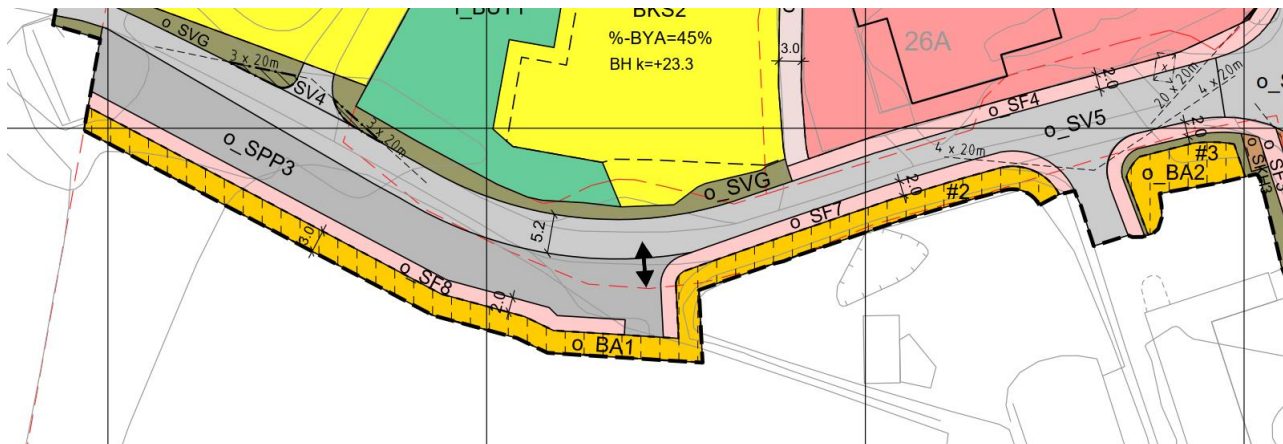 BKS2
%-BYA=45%
BH k=+23.3
3.0
26A
o_SVG
3 x 20m
SV4
3 x 20m
o_SPP3
3.0
o_SF8
2.0
o_BA1
5.2
o_SVG
o_SF7
2.0
#2
o_SF4
2.0
o_SV5
4 x 20m
20 x 20m
4 x 20m
2.0
#3
o_BA2